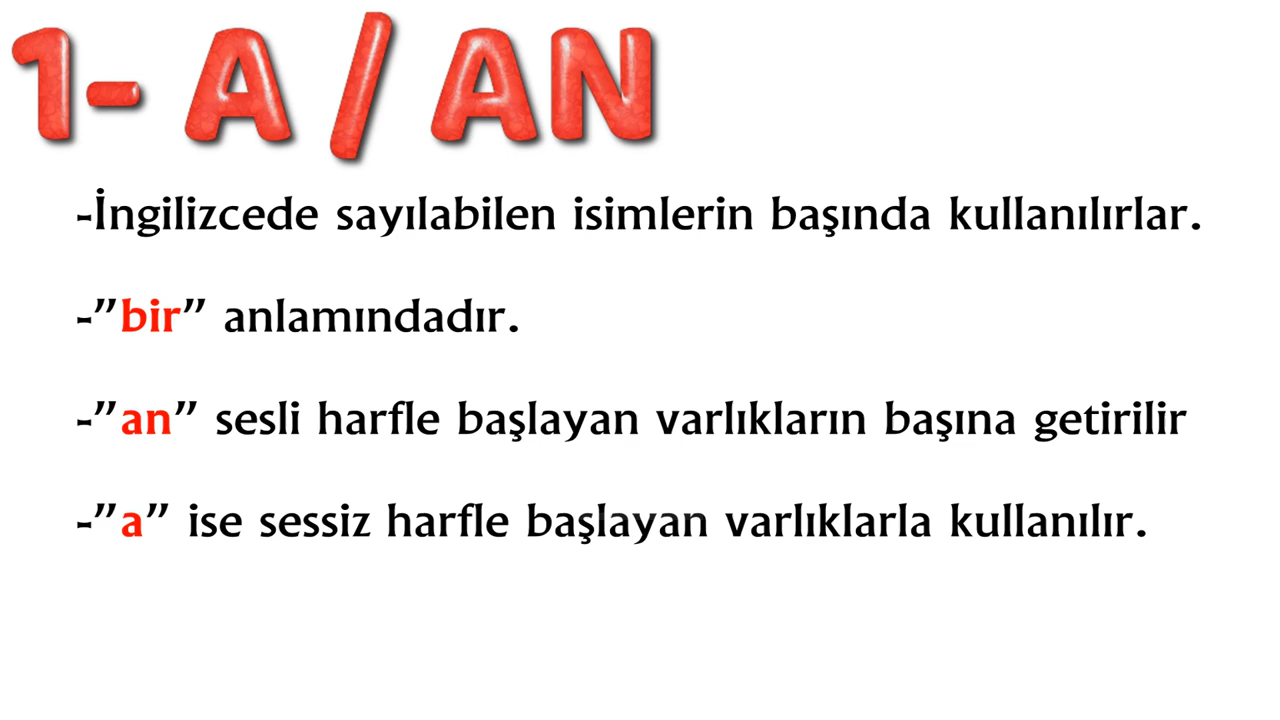 1- A / AN
-İngilizcede sayılabilen isimlerin başında kullanılırlar.
-”bir” anlamındadır.
-”an” sesli harfle başlayan varlıkların başına getirilir
-”a” ise sessiz harfle başlayan varlıklarla kullanılır.